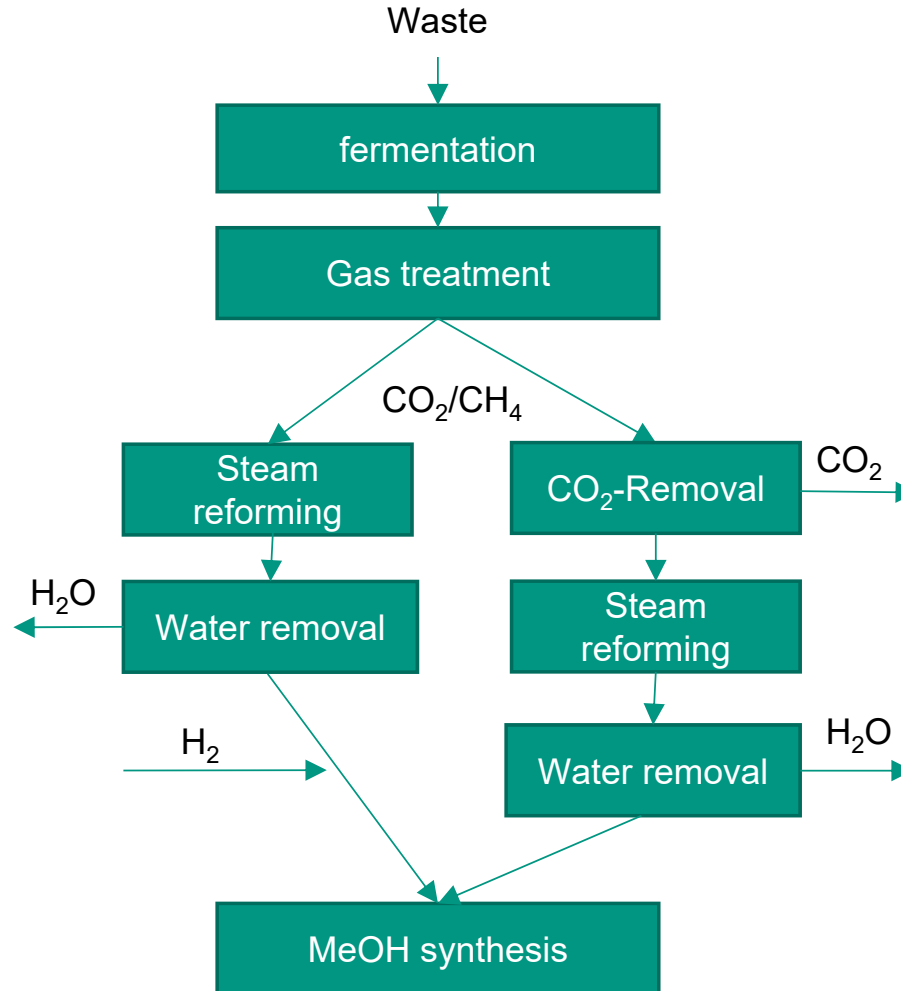 Waste
fermentation
Gas treatment
CO₂/CH₄
Steam
reforming
CO₂-Removal
CO₂
H₂O
Water removal
Steam
reforming
H₂
Water removal
H₂O
MeOH synthesis